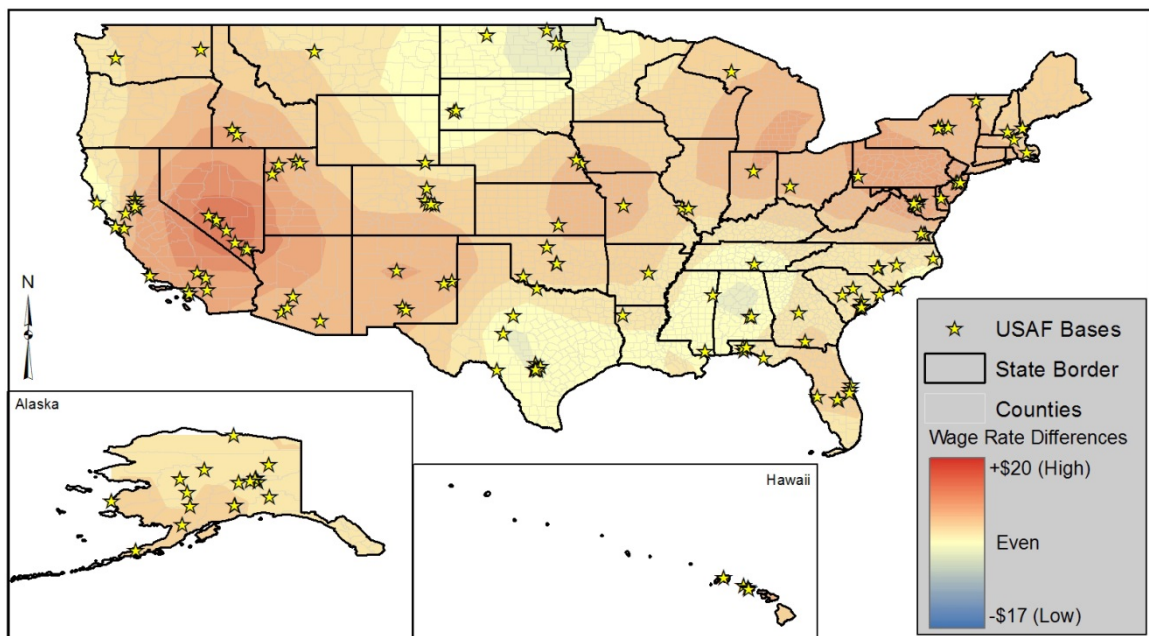 N
Alaska
Hawaii
USAF Bases
State Border
Counties
Wage Rate Differences
+$20 (High)
Even
-$17 (Low)